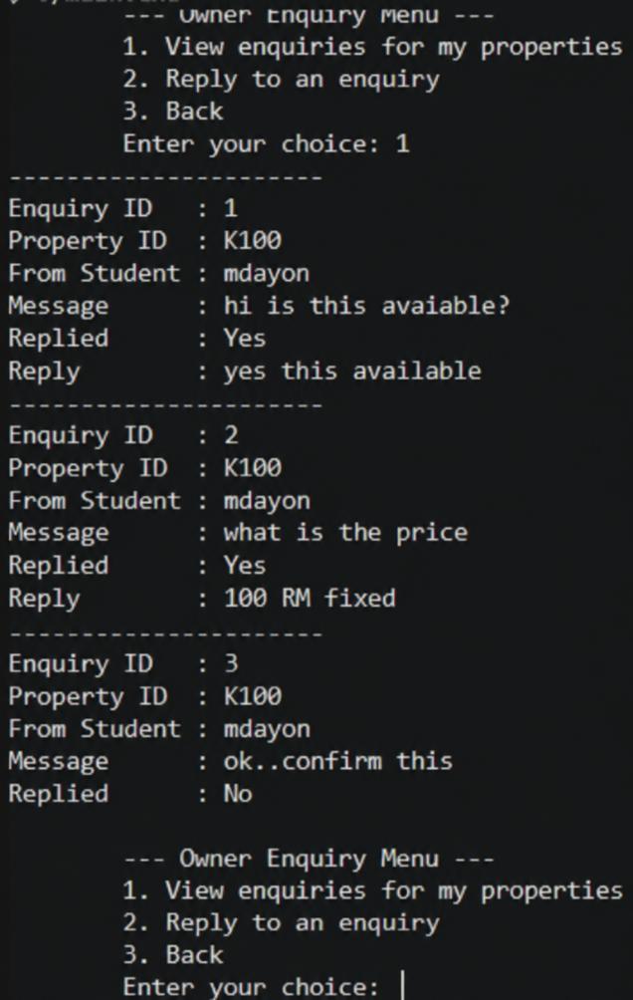 --- Owner Enquiry Menu ---
1. View enquiries for my properties
2. Reply to an enquiry
3. Back
Enter your choice: 1
----------------------
Enquiry ID   : 1
Property ID  : K100
From Student : mdayon
Message      : hi is this avaiable?
Replied      : Yes
Reply        : yes this available
----------------------
Enquiry ID   : 2
Property ID  : K100
From Student : mdayon
Message      : what is the price
Replied      : Yes
Reply        : 100 RM fixed
----------------------
Enquiry ID   : 3
Property ID  : K100
From Student : mdayon
Message      : ok..confirm this
Replied      : No
--- Owner Enquiry Menu ---
1. View enquiries for my properties
2. Reply to an enquiry
3. Back
Enter your choice: